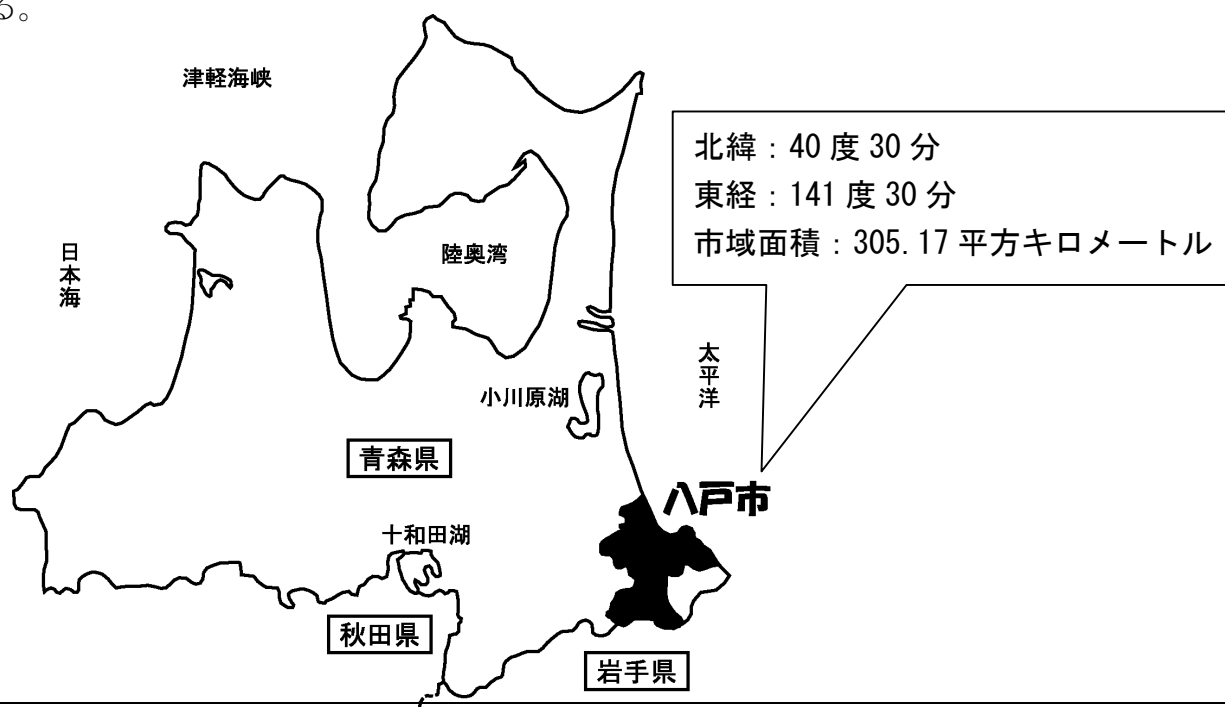 る。
津軽海峡
北緯：40 度 30 分
東経：141 度 30 分
市域面積：305.17 平方キロメートル
日本海
陸奥湾
太平洋
小川原湖
青森県
八戸市
十和田湖
秋田県
岩手県